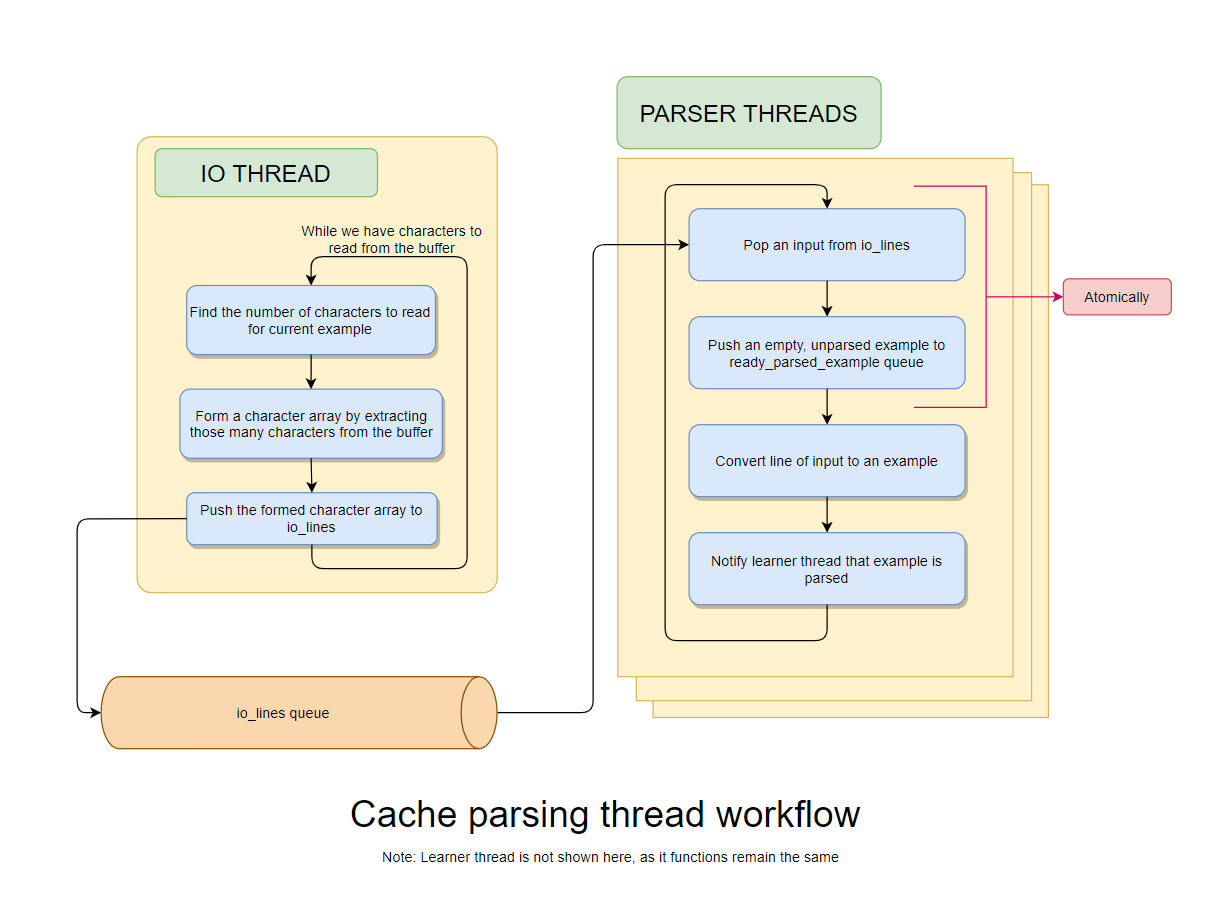 PARSER THREADS
IO THREAD
While we have characters to
read from the buffer
Find the number of characters to read
for current example
Form a character array by extracting
those many characters from the buffer
Push the formed character array to
io_lines
Pop an input from io_lines
Push an empty, unparsed example to
ready_parsed_example queue
Atomically
Convert line of input to an example
Notify learner thread that example is
parsed
io_lines queue
Cache parsing thread workflow
Note: Learner thread is not shown here, as it functions remain the same